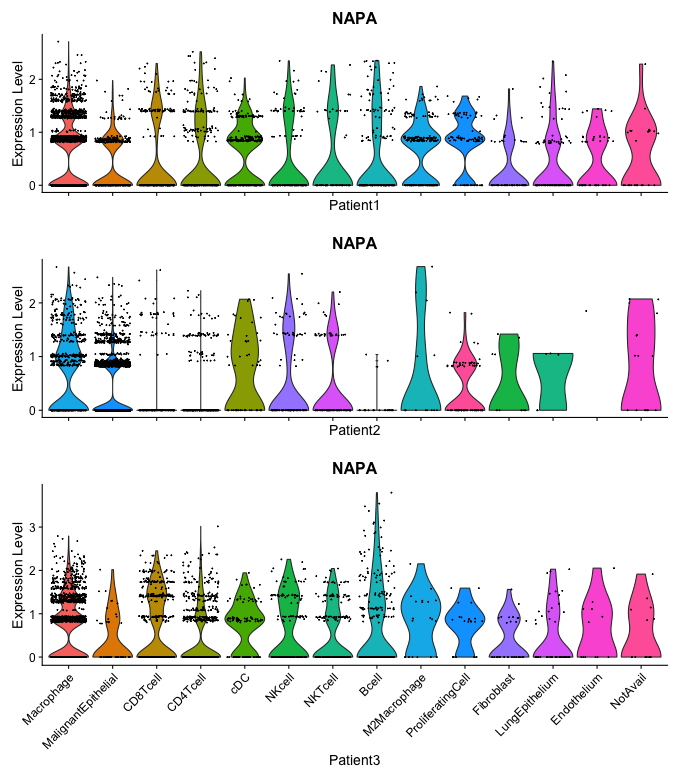 NAPA
Expression Level
2
1
0
Patient1
NAPA
Expression Level
2
1
0
Patient2
NAPA
Expression Level
3
2
1
0
Macrophage
MalignantEpithelial
CD8Tcell
CD4Tcell
cDC
NKcell
NKTcell
Bcell
M2Macrophage
ProliferatingCell
Fibroblast
LungEpithelium
Endothelium
NotAvail
Patient3